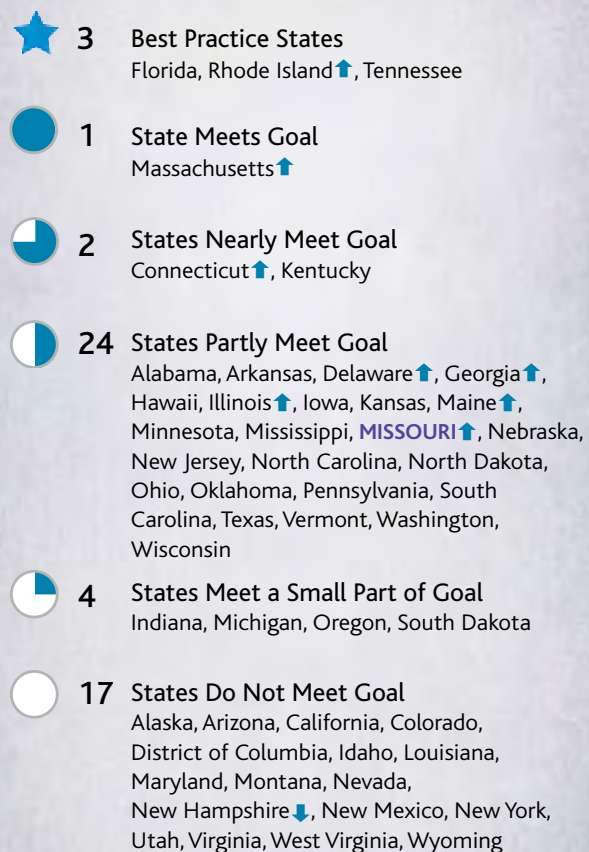 3 Best Practice States
Florida, Rhode Island⬆, Tennessee
1 State Meets Goal
Massachusetts⬆
2 States Nearly Meet Goal
Connecticut⬆, Kentucky
24 States Partly Meet Goal
Alabama, Arkansas, Delaware⬆, Georgia⬆,
Hawaii, Illinois⬆, Iowa, Kansas, Maine⬆,
Minnesota, Mississippi, MISSOURI⬆, Nebraska,
New Jersey, North Carolina, North Dakota,
Ohio, Oklahoma, Pennsylvania, South
Carolina, Texas, Vermont, Washington,
Wisconsin
4 States Meet a Small Part of Goal
Indiana, Michigan, Oregon, South Dakota
17 States Do Not Meet Goal
Alaska, Arizona, California, Colorado,
District of Columbia, Idaho, Louisiana,
Maryland, Montana, Nevada,
New Hampshire⬇, New Mexico, New York,
Utah, Virginia, West Virginia, Wyoming